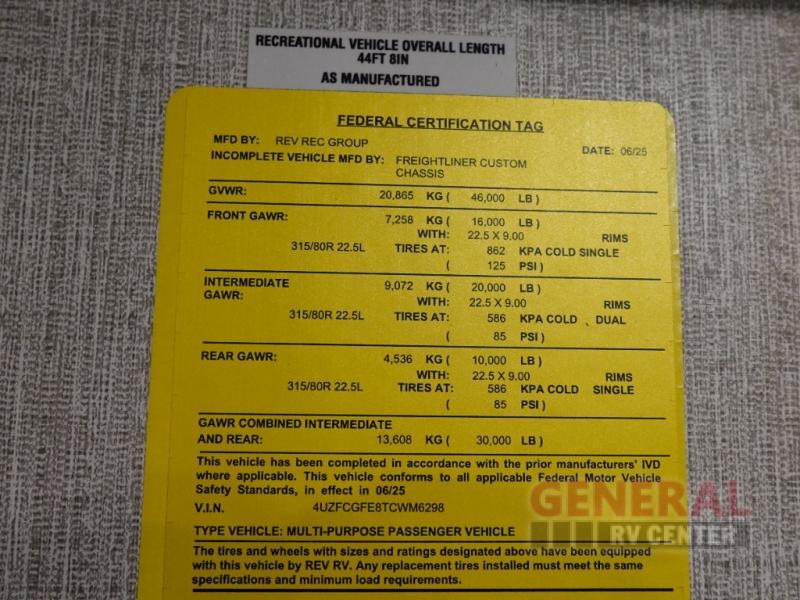 RECREATIONAL VEHICLE OVERALL LENGTH
44FT 8IN
AS MANUFACTURED
FEDERAL CERTIFICATION TAG
MFD BY: REV REC GROUP DATE: 06/25
INCOMPLETE VEHICLE MFD BY: FREIGHTLINER CUSTOM
CHASSIS
GVWR: 20,865 KG ( 46,000 LB )
FRONT GAWR: 7,258 KG ( 16,000 LB )
WITH: 22.5 X 9.00 RIMS
315/80R 22.5L TIRES AT: 862 KPA COLD SINGLE
( 125 PSI )
INTERMEDIATE 9,072 KG ( 20,000 LB )
GAWR: WITH: 22.5 X 9.00 RIMS
315/80R 22.5L TIRES AT: 586 KPA COLD , DUAL
( 85 PSI )
REAR GAWR: 4,536 KG ( 10,000 LB )
WITH: 22.5 X 9.00 RIMS
315/80R 22.5L TIRES AT: 586 KPA COLD SINGLE
( 85 PSI )
GAWR COMBINED INTERMEDIATE
AND REAR: 13,608 KG ( 30,000 LB )
This vehicle has been completed in accordance with the prior manufacturers' IVD
where applicable. This vehicle conforms to all applicable Federal Motor Vehicle
Safety Standards, in effect in 06/25
V.I.N. 4UZFCGFE8TCWM6298
TYPE VEHICLE: MULTI-PURPOSE PASSENGER VEHICLE
The tires and wheels with sizes and ratings designated above have been equipped
with this vehicle by REV RV. Any replacement tires installed must meet the same
specifications and minimum load requirements.
GENERAL
RV CENTER